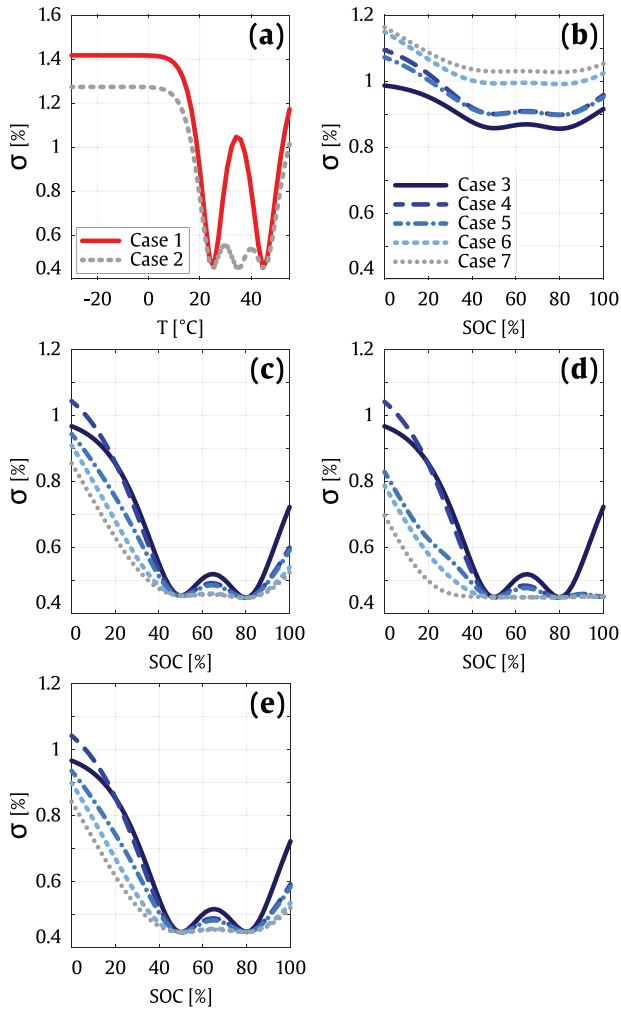 (a)
1.6
1.4
1.2
1
0.8
0.6
0.4
σ [%]
Case 1
Case 2
-20 0 20 40
T [°C]
(b)
1.2
1
0.8
0.6
0.4
σ [%]
Case 3
Case 4
Case 5
Case 6
Case 7
0 20 40 60 80 100
SOC [%]
(c)
1.2
1
0.8
0.6
0.4
σ [%]
0 20 40 60 80 100
SOC [%]
(d)
1.2
1
0.8
0.6
0.4
σ [%]
0 20 40 60 80 100
SOC [%]
(e)
1.2
1
0.8
0.6
0.4
σ [%]
0 20 40 60 80 100
SOC [%]